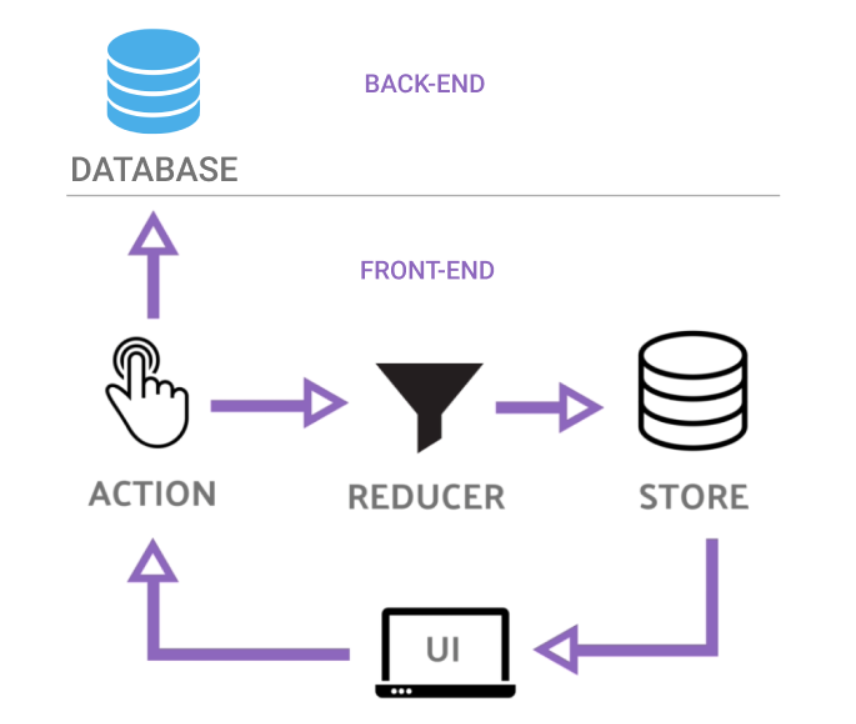 BACK-END
DATABASE
FRONT-END
ACTION
REDUCER
STORE
UI